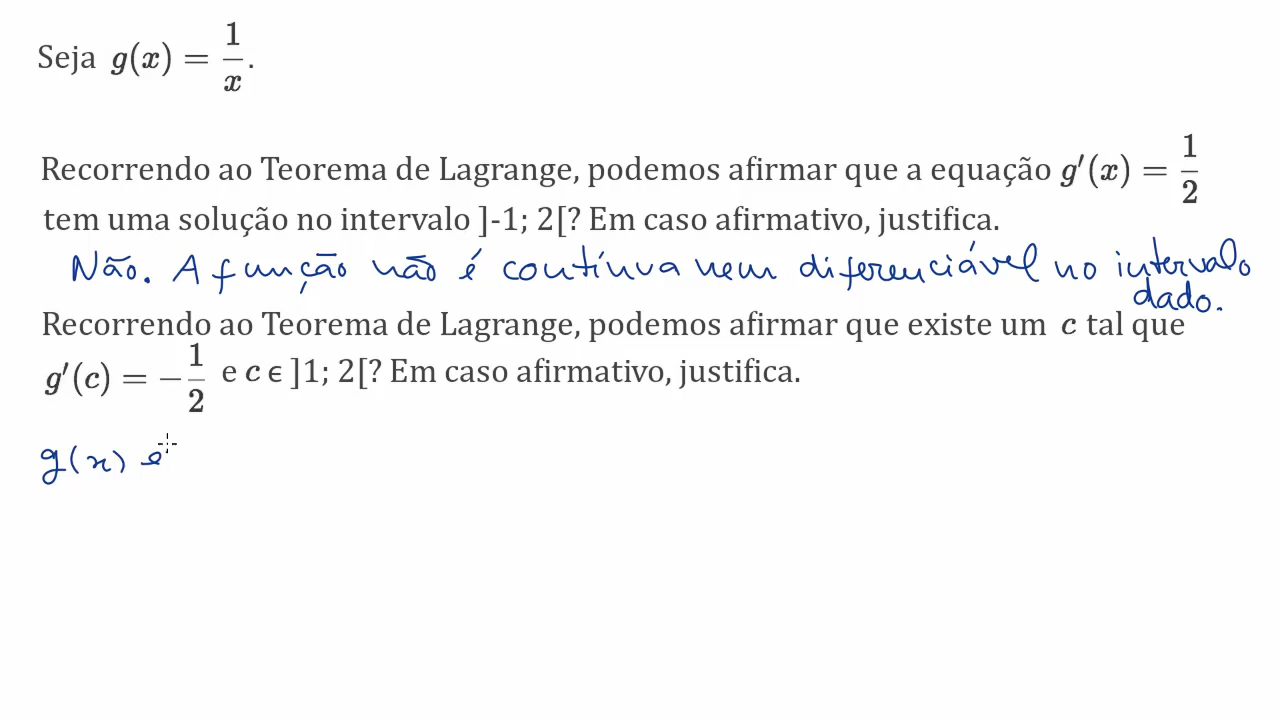 Seja g(x) = 1/x.
Recorrendo ao Teorema de Lagrange, podemos afirmar que a equação g′(x) = 1/2
tem uma solução no intervalo ]-1; 2[? Em caso afirmativo, justifica.
Não. A função não é contínua nem diferenciável no intervalo
dado.
Recorrendo ao Teorema de Lagrange, podemos afirmar que existe um c tal que
g′(c) = −1/2 e c ϵ ]1; 2[? Em caso afirmativo, justifica.
g(x) e